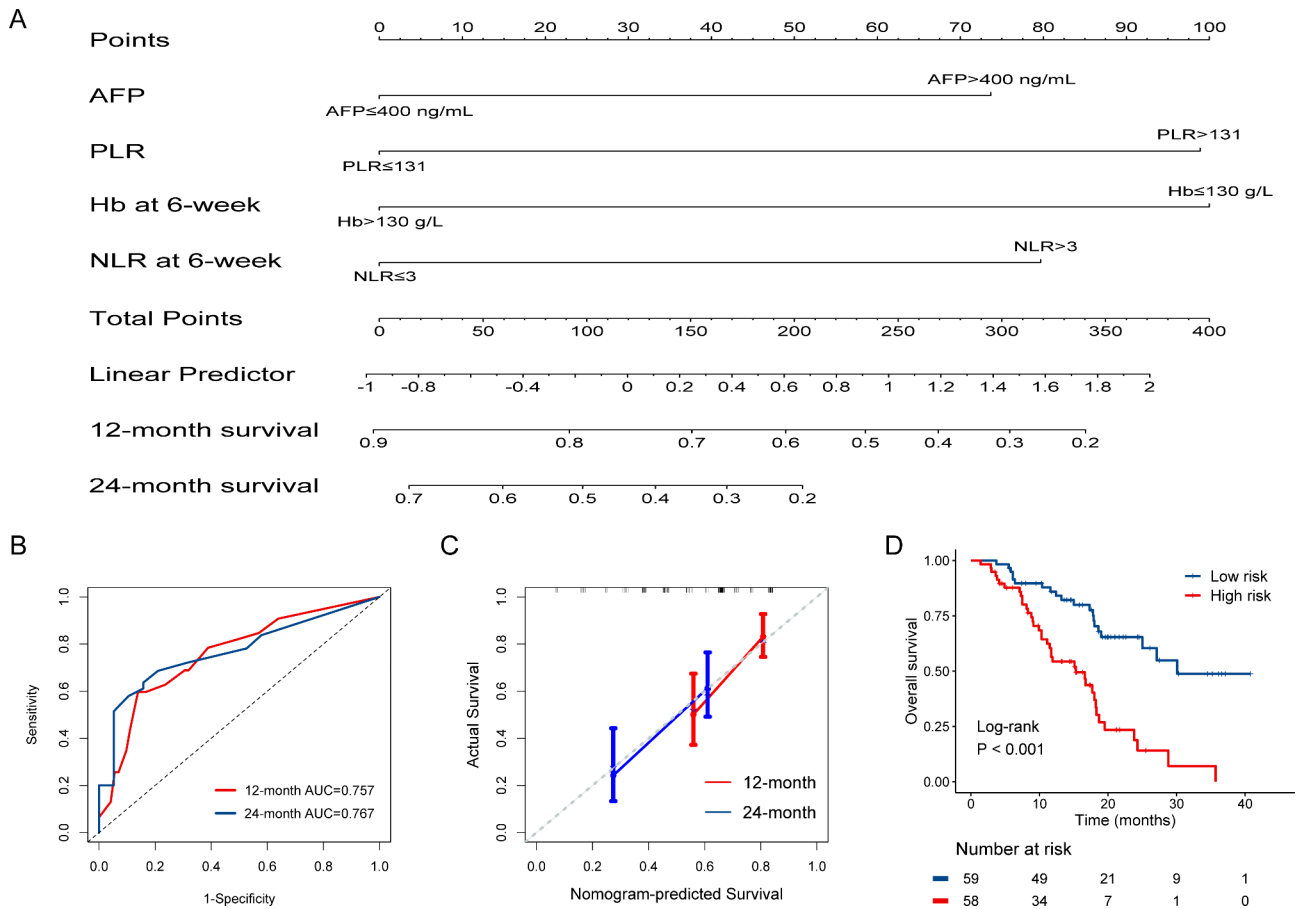 A
Points
0 10 20 30 40 50 60 70 80 90 100
AFP
AFP>400 ng/mL
AFP≤400 ng/mL
PLR
PLR>131
PLR≤131
Hb at 6-week
Hb≤130 g/L
Hb>130 g/L
NLR at 6-week
NLR>3
NLR≤3
Total Points
0 50 100 150 200 250 300 350 400
Linear Predictor
-1 -0.8 -0.4 0 0.2 0.4 0.6 0.8 1 1.2 1.4 1.6 1.8 2
12-month survival
0.9 0.8 0.7 0.6 0.5 0.4 0.3 0.2
24-month survival
0.7 0.6 0.5 0.4 0.3 0.2
B
Sensitivity
1.0
0.8
0.6
0.4
0.2
0.0
12-month AUC=0.757
24-month AUC=0.767
0.0 0.2 0.4 0.6 0.8 1.0
1-Specificity
C
Actual Survival
1.0
0.8
0.6
0.4
0.2
0.0
12-month
24-month
0.0 0.2 0.4 0.6 0.8 1.0
Nomogram-predicted Survival
D
Overall survival
1.00
0.75
0.50
0.25
0.00
Low risk
High risk
Log-rank
P < 0.001
0 10 20 30 40
Time (months)
Number at risk
59 49 21 9 1
58 34 7 1 0